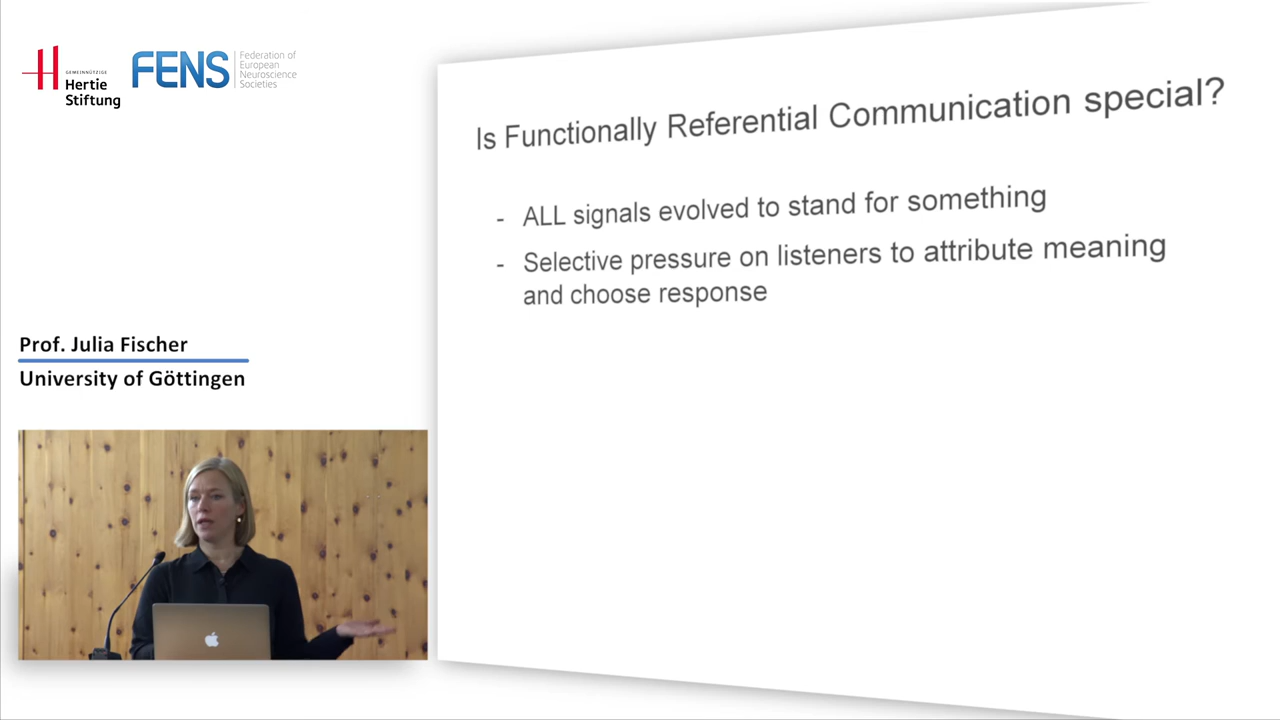 GEMEINNÜTZIGE
Hertie
Stiftung
FENS
Federation of
European
Neuroscience
Societies
Is Functionally Referential Communication special?
- ALL signals evolved to stand for something
- Selective pressure on listeners to attribute meaning
and choose response
Prof. Julia Fischer
University of Göttingen